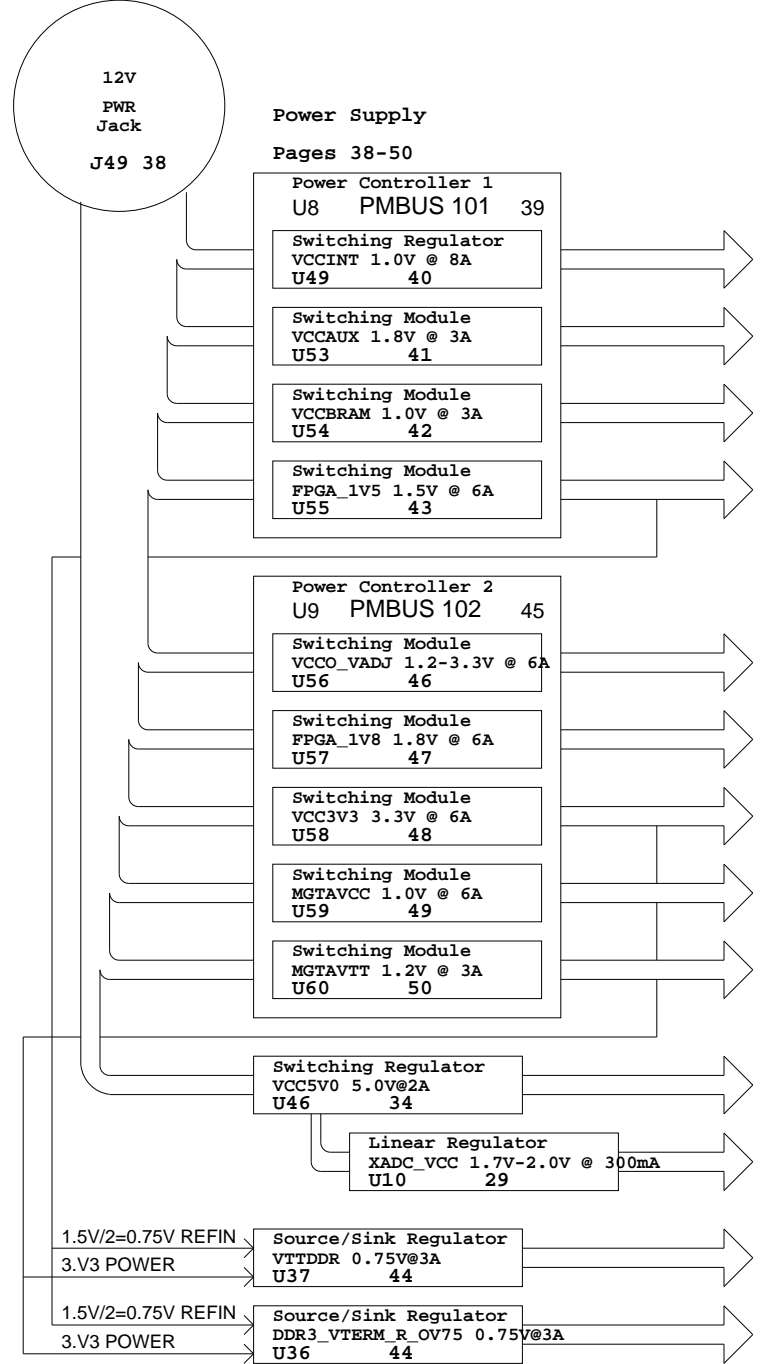 12V
PWR
Jack
J49 38
Power Supply
Pages 38-50
Power Controller 1
U8 PMBUS 101 39
Switching Regulator
VCCINT 1.0V @ 8A
U49 40
Switching Module
VCCAUX 1.8V @ 3A
U53 41
Switching Module
VCCBRAM 1.0V @ 3A
U54 42
Switching Module
FPGA_1V5 1.5V @ 6A
U55 43
Power Controller 2
U9 PMBUS 102 45
Switching Module
VCCO_VADJ 1.2-3.3V @ 6A
U56 46
Switching Module
FPGA_1V8 1.8V @ 6A
U57 47
Switching Module
VCC3V3 3.3V @ 6A
U58 48
Switching Module
MGTAVCC 1.0V @ 6A
U59 49
Switching Module
MGTAVTT 1.2V @ 3A
U60 50
Switching Regulator
VCC5V0 5.0V@2A
U46 34
Linear Regulator
XADC_VCC 1.7V-2.0V @ 300mA
U10 29
1.5V/2=0.75V REFIN
3.V3 POWER
Source/Sink Regulator
VTTDDR 0.75V@3A
U37 44
1.5V/2=0.75V REFIN
3.V3 POWER
Source/Sink Regulator
DDR3_VTERM_R_OV75 0.75V@3A
U36 44